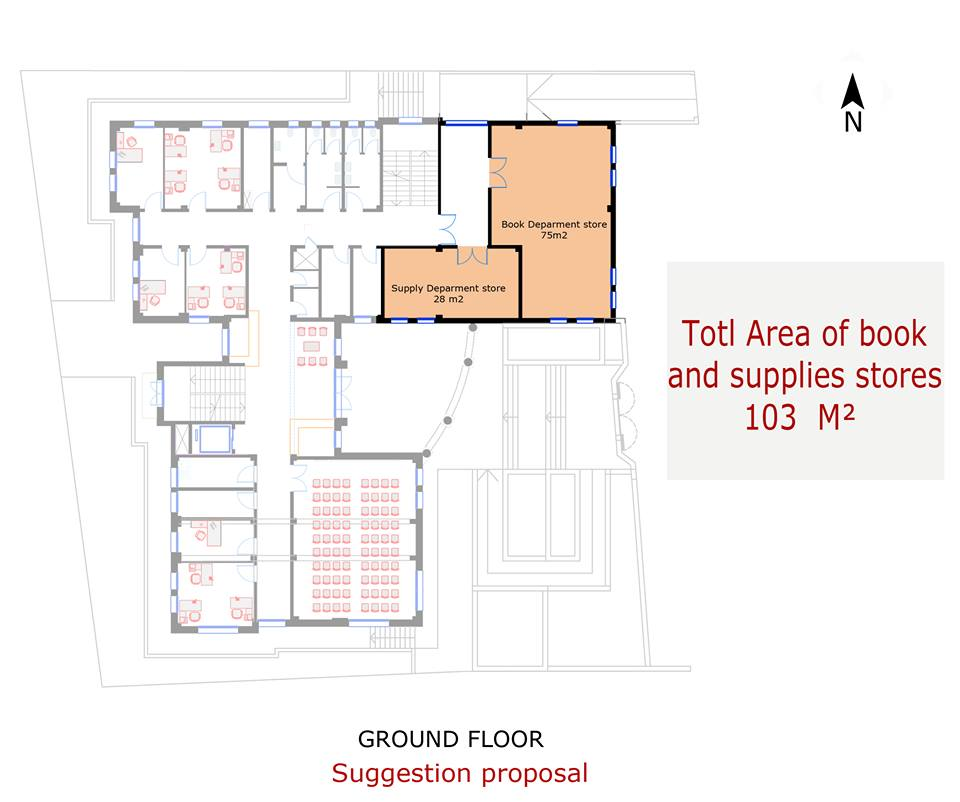 N
Book Deparment store
75m2
Supply Deparment store
28 m2
Totl Area of book
and supplies stores
103 M²
GROUND FLOOR
Suggestion proposal